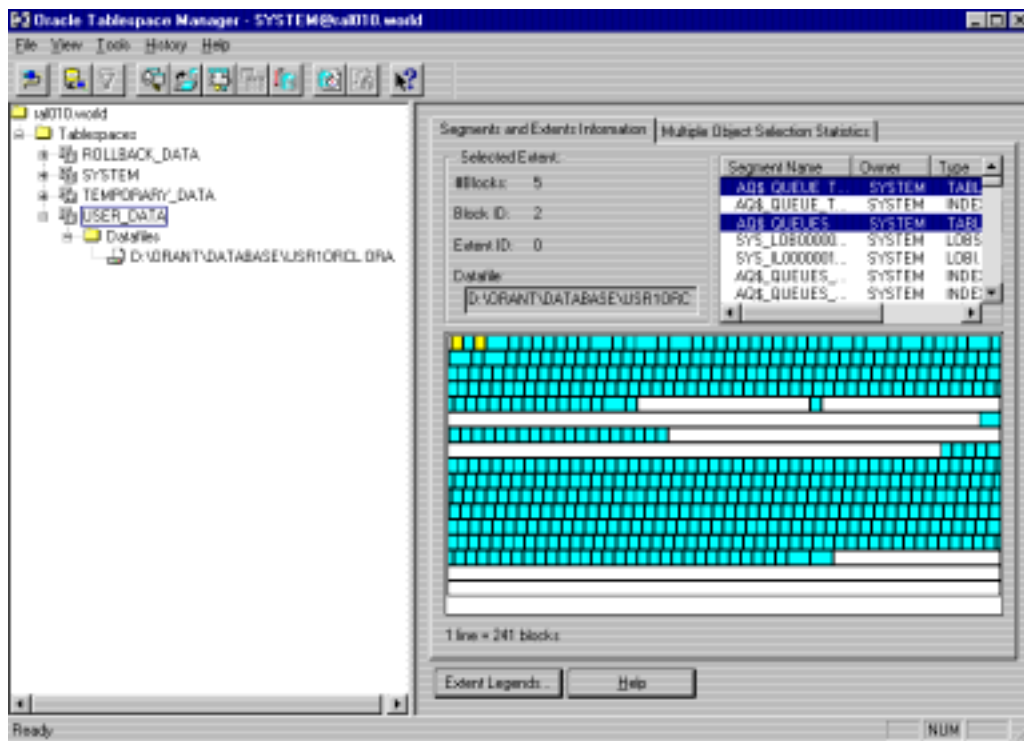 Oracle Tablespace Manager - SYSTEM@ral010.world
File View Tools History Help
ral010.world
Tablespaces
ROLLBACK_DATA
SYSTEM
TEMPORARY_DATA
USER_DATA
Datafiles
D:\ORANT\DATABASE\USR1ORCL.ORA
Segments and Extents Information
Multiple Object Selection Statistics
Selected Extent:
#Blocks: 5
Block ID: 2
Extent ID: 0
Datafile
D:\ORANT\DATABASE\USR1ORC
Segment Name Owner Type
AQ$_QUEUE_T... SYSTEM TABL
AQ$_QUEUE_T... SYSTEM INDE
AQ$_QUEUES SYSTEM TABL
SYS_LOB00000... SYSTEM LOBS
SYS_IL0000001... SYSTEM LOBI
AQ$_QUEUES_... SYSTEM INDE
AQ$_QUEUES_... SYSTEM INDE
1 line = 241 blocks
Extent Legends...
Help
Ready
NUM